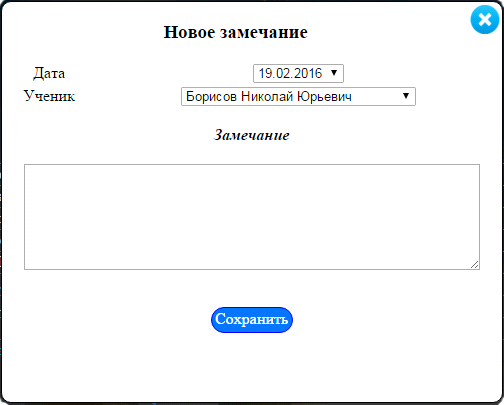 Новое замечание
Дата 19.02.2016
Ученик Борисов Николай Юрьевич
Замечание
Сохранить